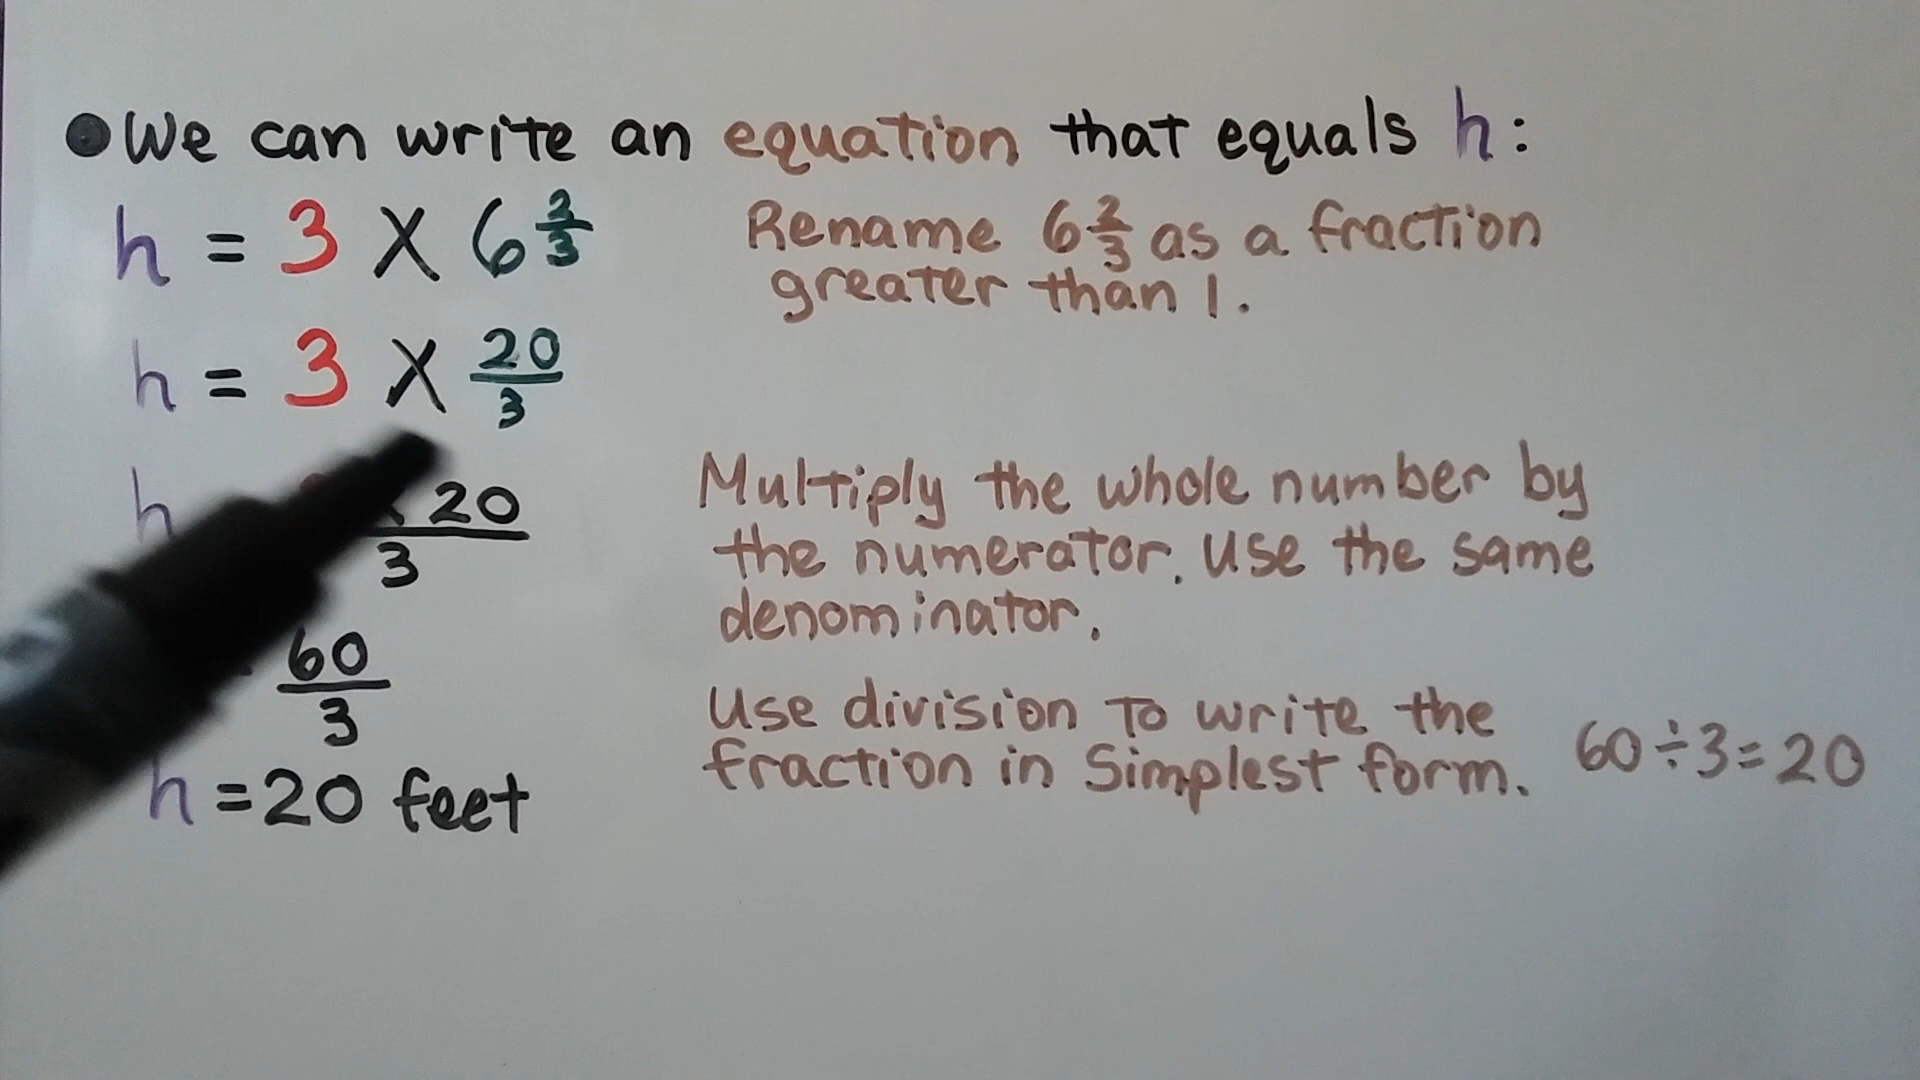 We can write an equation that equals h:
h = 3 X 6 2/3
Rename 6 2/3 as a fraction
greater than 1.
h = 3 X 20/3
h 20/3
Multiply the whole number by
the numerator. Use the same
denominator.
60/3
Use division to write the
fraction in simplest form.
60÷3=20
h = 20 feet